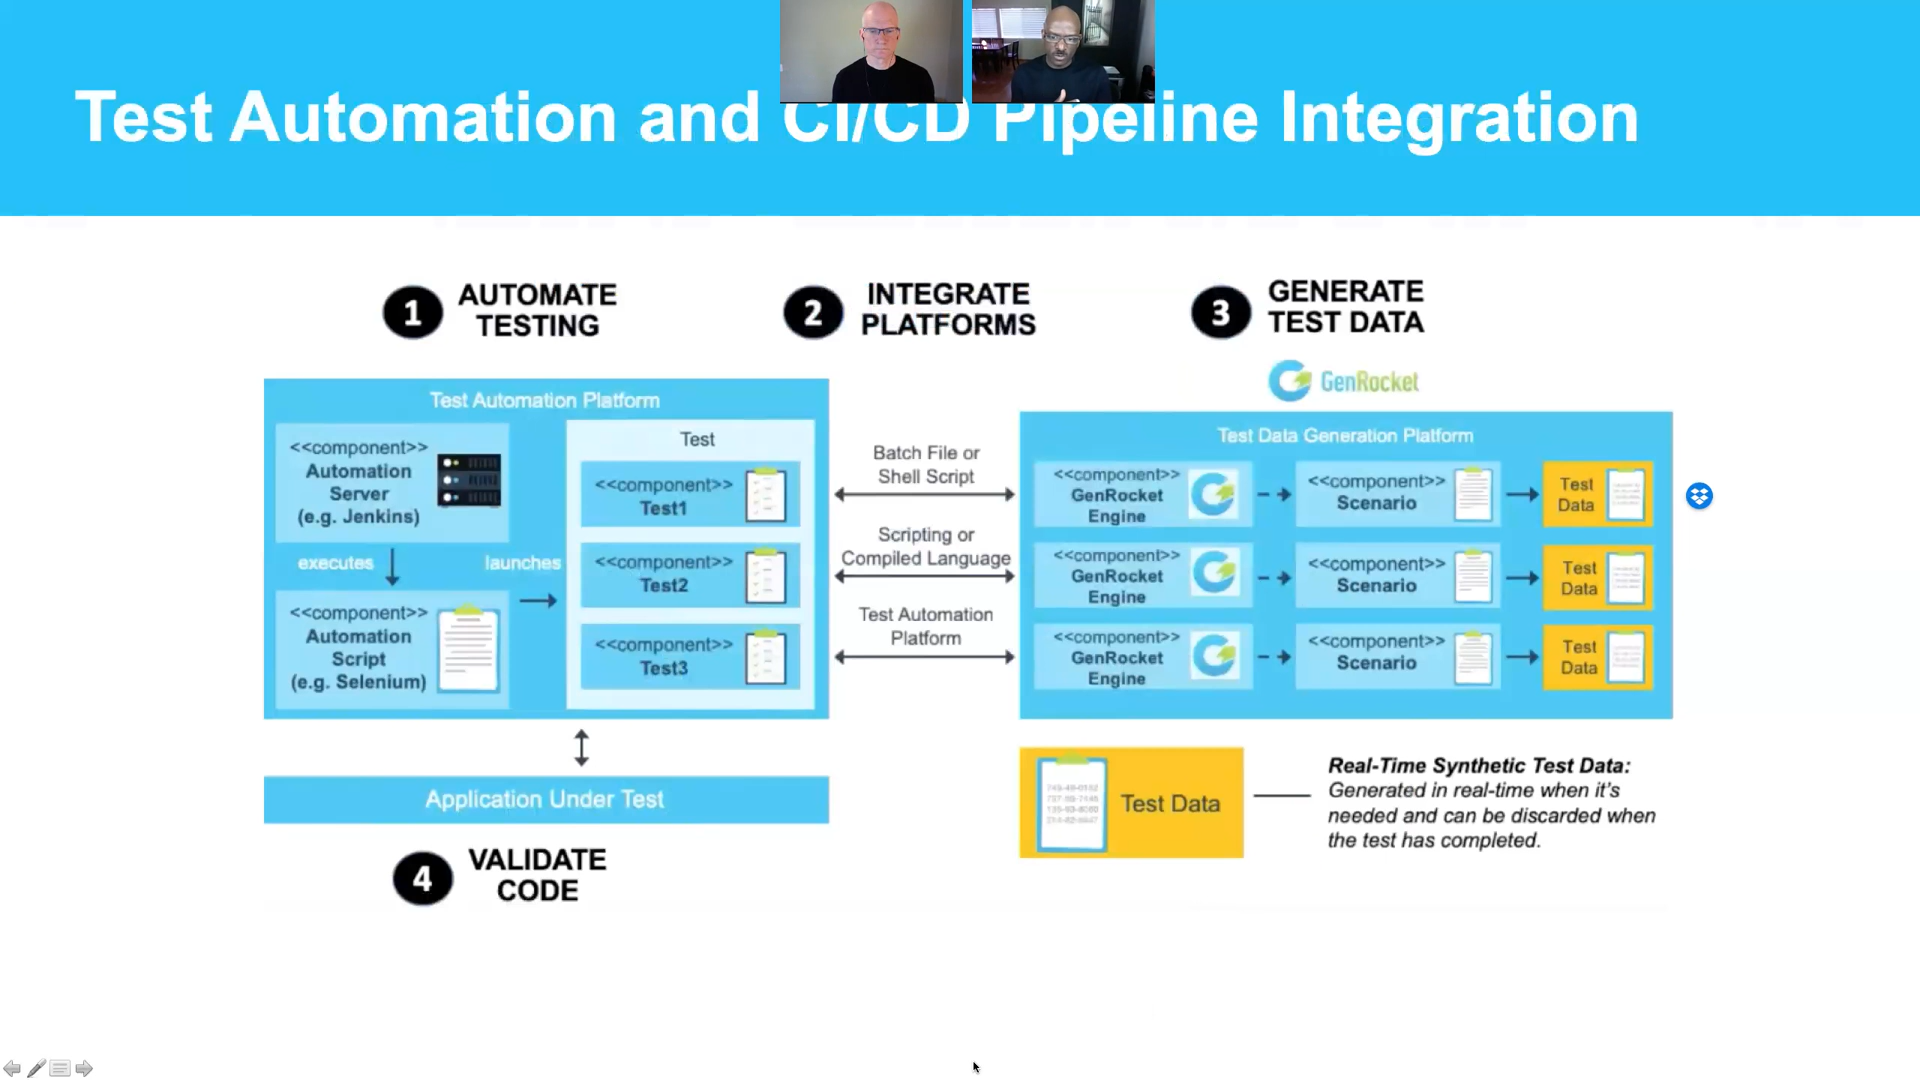 Test Automation and CI/CD Pipeline Integration
1
AUTOMATE
TESTING
2
INTEGRATE
PLATFORMS
3
GENERATE
TEST DATA
GenRocket
Test Automation Platform
<<component>>
Automation
Server
(e.g. Jenkins)
executes
launches
<<component>>
Automation
Script
(e.g. Selenium)
Test
<<component>>
Test1
<<component>>
Test2
<<component>>
Test3
Batch File or
Shell Script
Scripting or
Compiled Language
Test Automation
Platform
Test Data Generation Platform
<<component>>
GenRocket
Engine
<<component>>
Scenario
Test
Data
<<component>>
GenRocket
Engine
<<component>>
Scenario
Test
Data
<<component>>
GenRocket
Engine
<<component>>
Scenario
Test
Data
Application Under Test
4
VALIDATE
CODE
Test Data
Real-Time Synthetic Test Data:
Generated in real-time when it's
needed and can be discarded when
the test has completed.